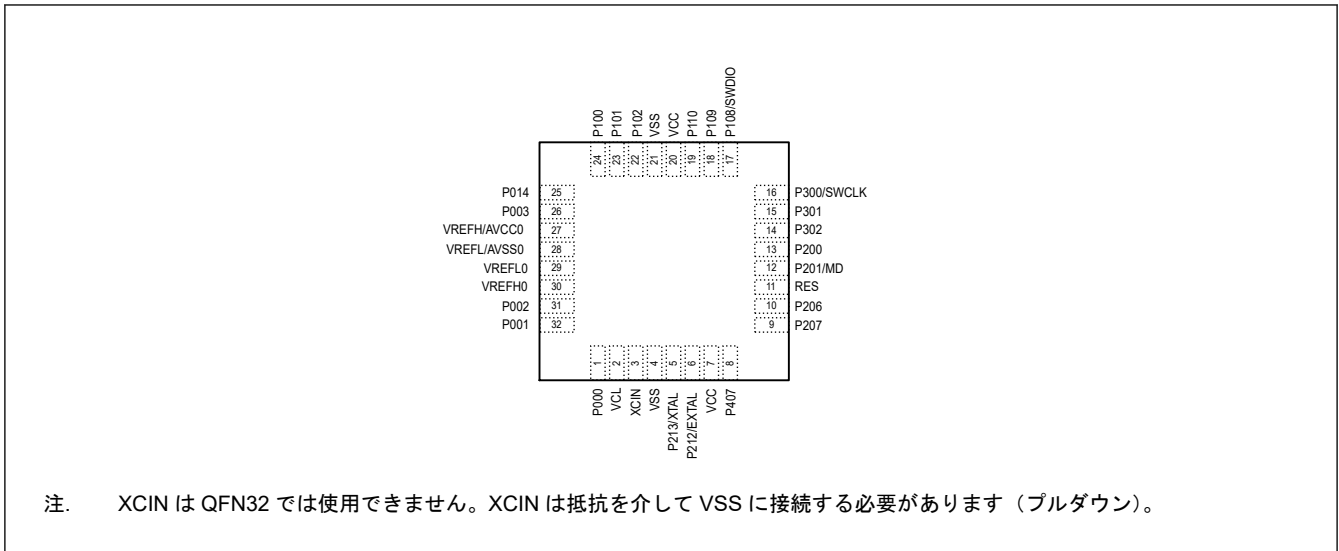 P100
P101
P102
VSS
VCC
P110
P109
P108/SWDIO
24
23
22
21
20
19
18
17
P014 25
P003 26
VREFH/AVCC0 27
VREFL/AVSS0 28
VREFL0 29
VREFH0 30
P002 31
P001 32
16 P300/SWCLK
15 P301
14 P302
13 P200
12 P201/MD
11 RES
10 P206
9 P207
1
2
3
4
5
6
7
8
P000
VCL
XCIN
VSS
P213/XTAL
P212/EXTAL
VCC
P407
注. XCIN は QFN32 では使用できません。XCIN は抵抗を介して VSS に接続する必要があります（プルダウン）。